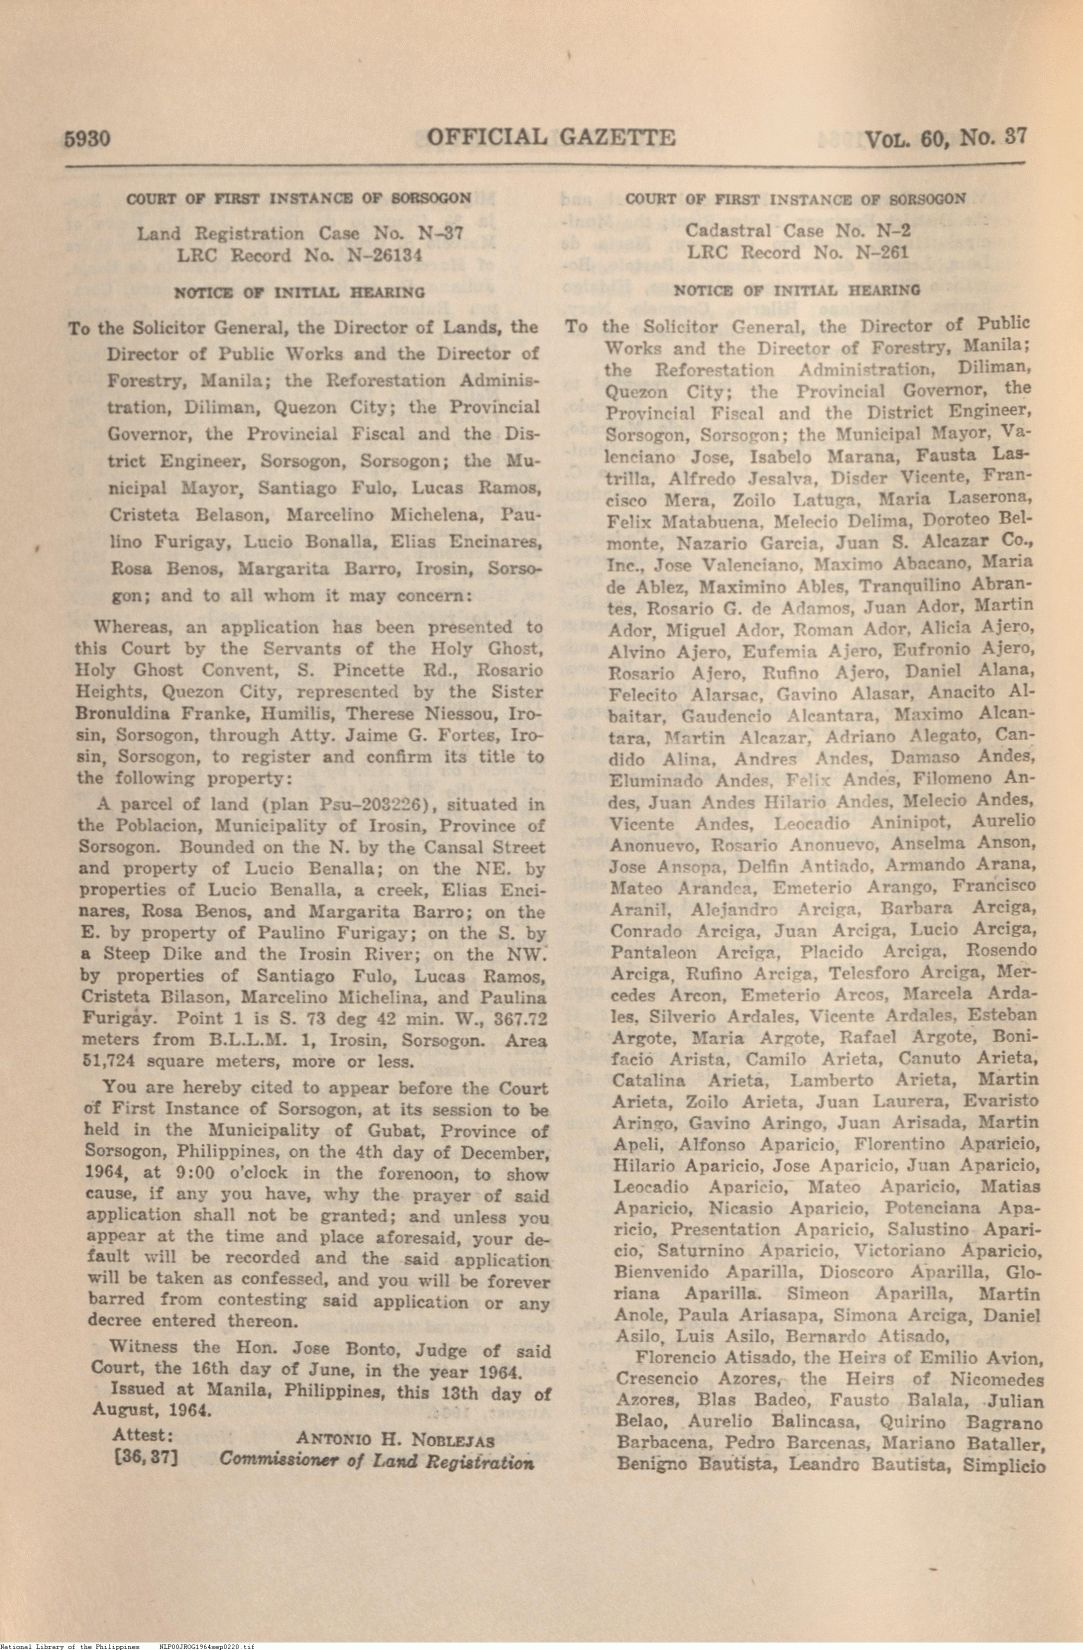 5930 OFFICIAL GAZETTE VOL. 60, No. 37
COURT OF FIRST INSTANCE OF SORSOGON
Land Registration Case No. N-37
LRC Record No. N-26134
NOTICE OF INITIAL HEARING
To the Solicitor General, the Director of Lands, the
Director of Public Works and the Director of
Forestry, Manila; the Reforestation Adminis-
tration, Diliman, Quezon City; the Provincial
Governor, the Provincial Fiscal and the Dis-
trict Engineer, Sorsogon, Sorsogon; the Mu-
nicipal Mayor, Santiago Fulo, Lucas Ramos,
Cristeta Belason, Marcelino Michelena, Pau-
lino Furigay, Lucio Bonalla, Elias Encinares,
Rosa Benos, Margarita Barro, Irosin, Sorso-
gon; and to all whom it may concern:
Whereas, an application has been presented to
this Court by the Servants of the Holy Ghost,
Holy Ghost Convent, S. Pincette Rd., Rosario
Heights, Quezon City, represented by the Sister
Bronuldina Franke, Humilis, Therese Niessou, Iro-
sin, Sorsogon, through Atty. Jaime G. Fortes, Iro-
sin, Sorsogon, to register and confirm its title to
the following property:
A parcel of land (plan Psu-203226), situated in
the Poblacion, Municipality of Irosin, Province of
Sorsogon. Bounded on the N. by the Cansal Street
and property of Lucio Benalla; on the NE. by
properties of Lucio Benalla, a creek, Elias Enci-
nares, Rosa Benos, and Margarita Barro; on the
E. by property of Paulino Furigay; on the S. by
a Steep Dike and the Irosin River; on the NW.
by properties of Santiago Fulo, Lucas Ramos,
Cristeta Bilason, Marcelino Michelina, and Paulina
Furigay. Point 1 is S. 73 deg 42 min. W., 367.72
meters from B.L.L.M. 1, Irosin, Sorsogon. Area
51,724 square meters, more or less.
You are hereby cited to appear before the Court
of First Instance of Sorsogon, at its session to be
held in the Municipality of Gubat, Province of
Sorsogon, Philippines, on the 4th day of December,
1964, at 9:00 o'clock in the forenoon, to show
cause, if any you have, why the prayer of said
application shall not be granted; and unless you
appear at the time and place aforesaid, your de-
fault will be recorded and the said application
will be taken as confessed, and you will be forever
barred from contesting said application or any
decree entered thereon.
Witness the Hon. Jose Bonto, Judge of said
Court, the 16th day of June, in the year 1964.
Issued at Manila, Philippines, this 13th day of
August, 1964.
Attest: ANTONIO H. NOBLEJAS
[36, 37] Commissioner of Land Registration
COURT OF FIRST INSTANCE OF SORSOGON
Cadastral Case No. N-2
LRC Record No. N-261
NOTICE OF INITIAL HEARING
To the Solicitor General, the Director of Public
Works and the Director of Forestry, Manila;
the Reforestation Administration, Diliman,
Quezon City; the Provincial Governor, the
Provincial Fiscal and the District Engineer,
Sorsogon, Sorsogon; the Municipal Mayor, Va-
lenciano Jose, Isabelo Marana, Fausta Las-
trilla, Alfredo Jesalva, Disder Vicente, Fran-
cisco Mera, Zoilo Latuga, Maria Laserona,
Felix Matabuena, Melecio Delima, Doroteo Bel-
monte, Nazario Garcia, Juan S. Alcazar Co.,
Inc., Jose Valenciano, Maximo Abacano, Maria
de Ablez, Maximino Ables, Tranquilino Abran-
tes, Rosario G. de Adamos, Juan Ador, Martin
Ador, Miguel Ador, Roman Ador, Alicia Ajero,
Alvino Ajero, Eufemia Ajero, Eufronio Ajero,
Rosario Ajero, Rufino Ajero, Daniel Alana,
Felecito Alarsac, Gavino Alasar, Anacito Al-
baitar, Gaudencio Alcantara, Maximo Alcan-
tara, Martin Alcazar, Adriano Alegato, Can-
dido Alina, Andres Andes, Damaso Andes,
Eluminado Andes, Felix Andes, Filomeno An-
des, Juan Andes Hilario Andes, Melecio Andes,
Vicente Andes, Leocadio Aninipot, Aurelio
Anonuevo, Rosario Anonuevo, Anselma Anson,
Jose Ansopa, Delfin Antiado, Armando Arana,
Mateo Arandea, Emeterio Arango, Francisco
Aranil, Alejandro Arciga, Barbara Arciga,
Conrado Arciga, Juan Arciga, Lucio Arciga,
Pantaleon Arciga, Placido Arciga, Rosendo
Arciga, Rufino Arciga, Telesforo Arciga, Mer-
cedes Arcon, Emeterio Arcos, Marcela Arda-
les, Silverio Ardales, Vicente Ardales, Esteban
Argote, Maria Argote, Rafael Argote, Boni-
facio Arista, Camilo Arieta, Canuto Arieta,
Catalina Arieta, Lamberto Arieta, Martin
Arieta, Zoilo Arieta, Juan Laurera, Evaristo
Aringo, Gavino Aringo, Juan Arisada, Martin
Apeli, Alfonso Aparicio, Florentino Aparicio,
Hilario Aparicio, Jose Aparicio, Juan Aparicio,
Leocadio Aparicio, Mateo Aparicio, Matias
Aparicio, Nicasio Aparicio, Potenciana Apa-
ricio, Presentation Aparicio, Salustino Apari-
cio, Saturnino Aparicio, Victoriano Aparicio,
Bienvenido Aparilla, Dioscoro Aparilla, Glo-
riana Aparilla. Simeon Aparilla, Martin
Anole, Paula Ariasapa, Simona Arciga, Daniel
Asilo, Luis Asilo, Bernardo Atisado,
Florencio Atisado, the Heirs of Emilio Avion,
Cresencio Azores, the Heirs of Nicomedes
Azores, Blas Badeo, Fausto Balala, Julian
Belao, Aurelio Balincasa, Quirino Bagrano
Barbacena, Pedro Barcenas, Mariano Bataller,
Benigno Bautista, Leandro Bautista, Simplicio
National Library of the Philippines NLP00JROG1964sep0220.tif